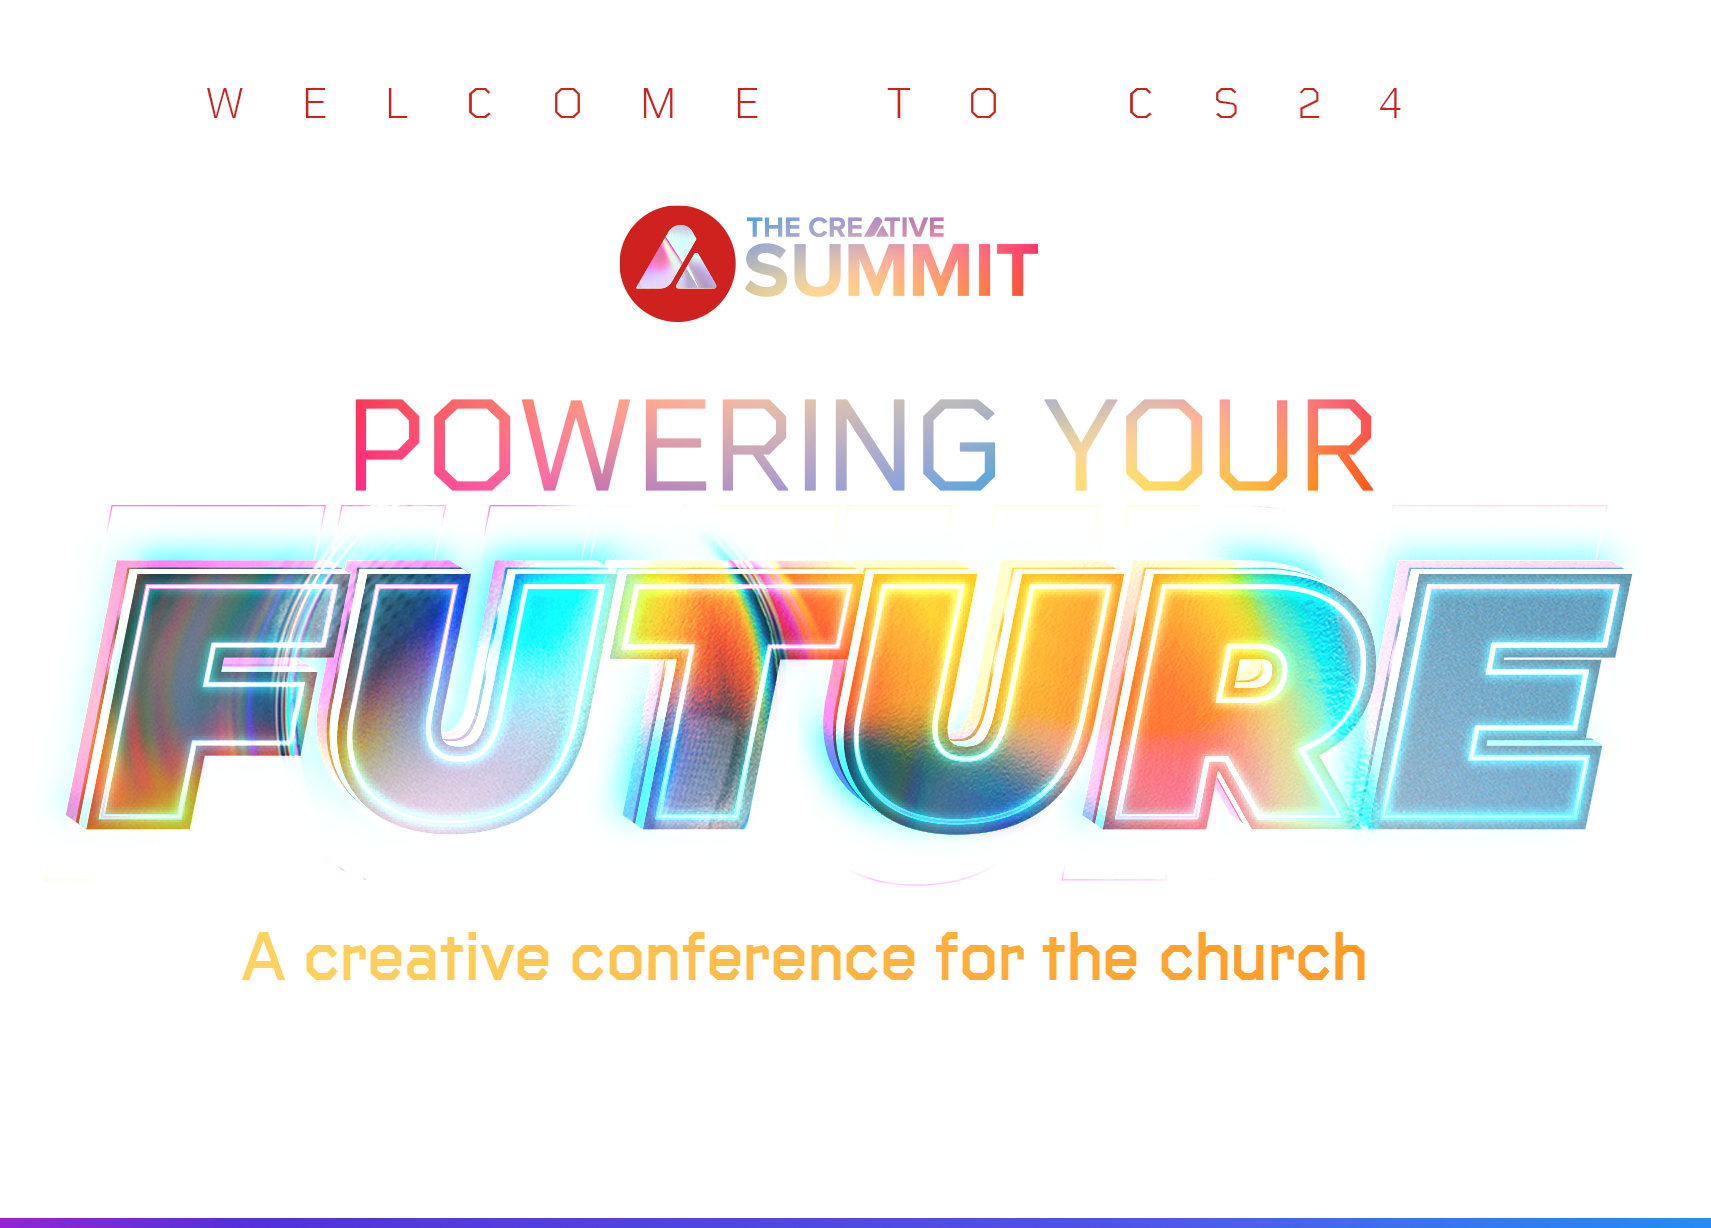 WELCOME TO CS24
THE CREATIVE
SUMMIT
POWERING YOUR
FUTURE
A creative conference for the church